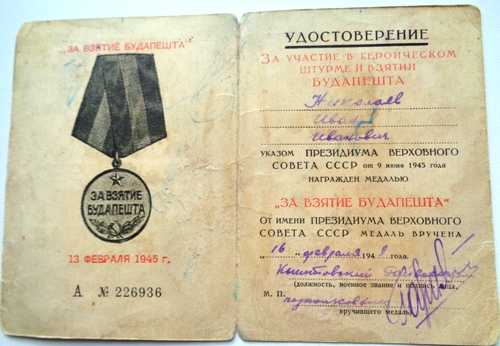 „ЗА ВЗЯТИЕ БУДАПЕШТА“
ЗА ВЗЯТИЕ
БУДАПЕШТА
13 ФЕВРАЛЯ 1945 г.
А № 226936
УДОСТОВЕРЕНИЕ
ЗА УЧАСТИЕ В ГЕРОИЧЕСКОМ
ШТУРМЕ И ВЗЯТИИ
БУДАПЕШТА
Николаев
Иван
Иванович
УКАЗОМ ПРЕЗИДИУМА ВЕРХОВНОГО
СОВЕТА СССР от 9 июня 1945 года
НАГРАЖДЕН МЕДАЛЬЮ
„ЗА ВЗЯТИЕ БУДАПЕШТА“
От имени ПРЕЗИДИУМА ВЕРХОВНОГО
СОВЕТА СССР МЕДАЛЬ ВРУЧЕНА
16 февраля 194
(должность, военное звание и подпись лица,
М. П.
вручившего медаль)